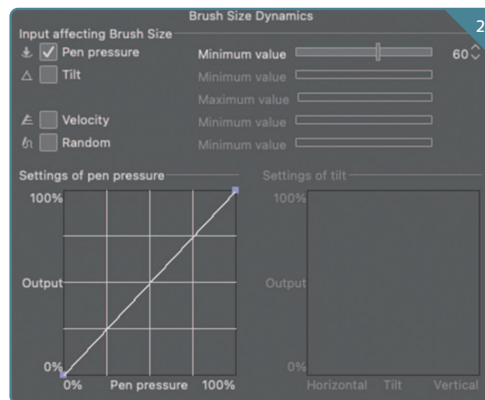 Brush Size Dynamics
2
Input affecting Brush Size
Pen pressure Minimum value 60
Tilt Minimum value
Maximum value
Velocity Minimum value
Random Minimum value
Settings of pen pressure Settings of tilt
100% 100%
Output Output
0% 0%
0% Pen pressure 100% Horizontal Tilt Vertical